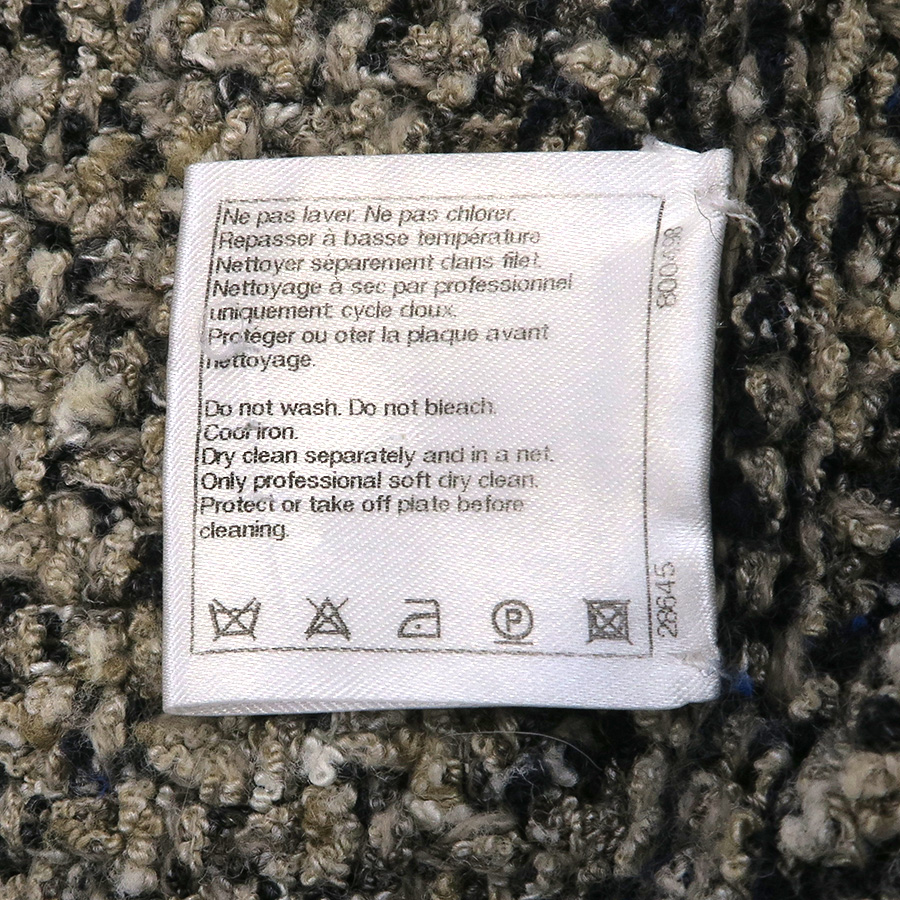 Ne pas laver. Ne pas chlorer.
Repasser à basse température
Nettoyer séparement dans filet.
Nettoyage à sec par professionnel
uniquement cycle doux.
Protéger ou oter la plaque avant
nettoyage.
Do not wash. Do not bleach.
Cool iron.
Dry clean separately and in a net.
Only professional soft dry clean.
Protect or take off plate before
cleaning.
P
800498
28645